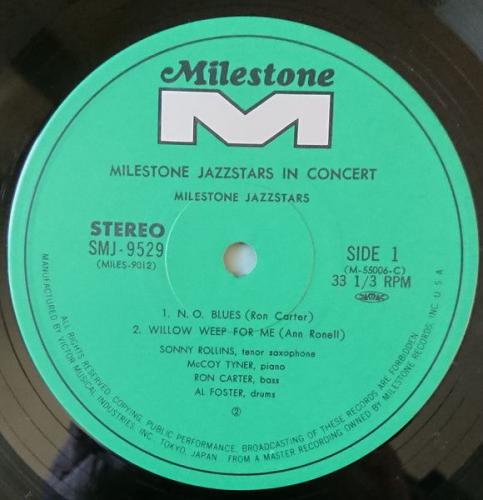 Milestone
M
MILESTONE JAZZSTARS IN CONCERT
MILESTONE JAZZSTARS
STEREO
SMJ-9529
(MILES-9012)
SIDE 1
(M-55006-C)
33 1/3 RPM
1. N. O. BLUES (Ron Carter)
2. WILLOW WEEP FOR ME (Ann Ronell)
SONNY ROLLINS, tenor saxophone
McCOY TYNER, piano
RON CARTER, bass
AL FOSTER, drums
②
ALL RIGHTS RESERVED. COPYING, PUBLIC PERFORMANCE, BROADCASTING OF THESE RECORDS ARE FORBIDDEN.
MANUFACTURED BY VICTOR MUSICAL INDUSTRIES, INC. TOKYO, JAPAN FROM A MASTER RECORDING OWNED BY MILESTONE RECORDS, INC. U S A